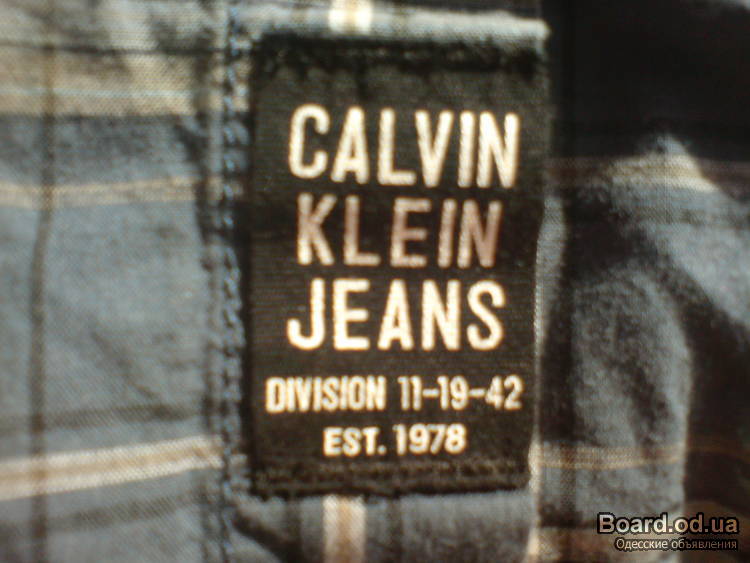 CALVIN
KLEIN
JEANS
DIVISION 11-19-42
EST. 1978
Board.od.ua
Одесские объявления